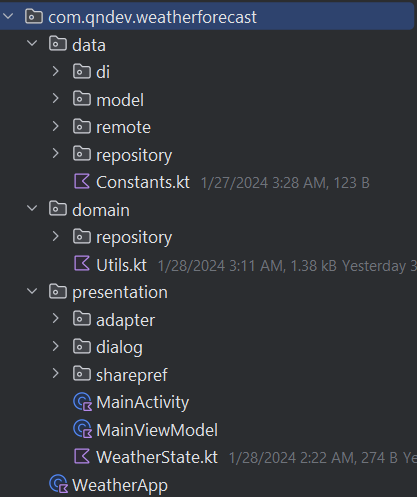 com.qndev.weatherforecast
data
di
model
remote
repository
Constants.kt 1/27/2024 3:28 AM, 123 B
domain
repository
Utils.kt 1/28/2024 3:11 AM, 1.38 kB Yesterday 3
presentation
adapter
dialog
sharepref
MainActivity
MainViewModel
WeatherState.kt 1/28/2024 2:22 AM, 274 B Y
WeatherApp